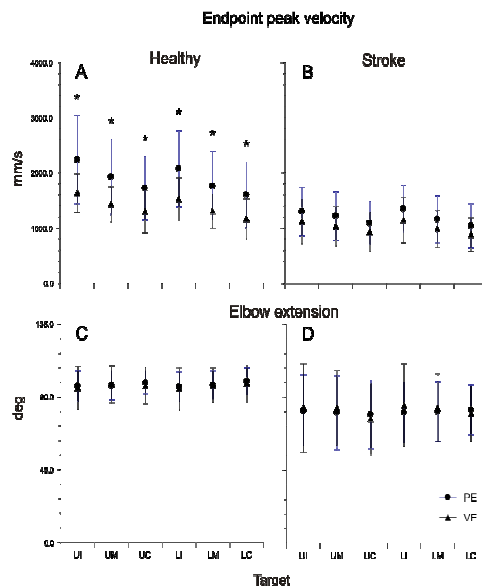 Endpoint peak velocity
Healthy
Stroke
A
B
4000.0
3000.0
2000.0
1000.0
0.0
mm/s
* * * * * *
Elbow extension
C
D
135.0
90.0
45.0
0.0
deg
PE
VE
UI UM UC LI LM LC
UI UM UC LI LM LC
Target